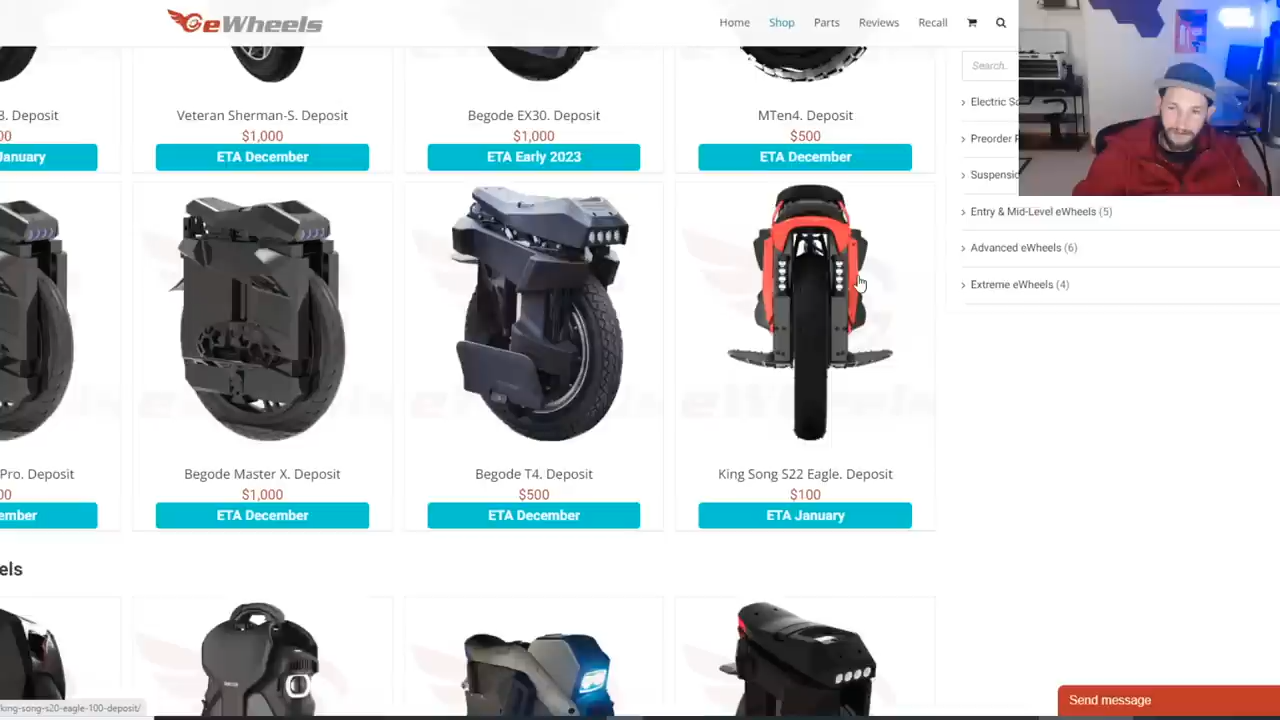 eWheels
Home Shop Parts Reviews Recall
Search.
Deposit
Veteran Sherman-S. Deposit
Begode EX30. Deposit
MTen4. Deposit
$1,000
$1,000
$500
January
ETA December
ETA Early 2023
ETA December
Preorder
Entry & Mid-Level eWheels (5)
Advanced eWheels (6)
Extreme eWheels (4)
Pro. Deposit
Begode Master X. Deposit
Begode T4. Deposit
King Song S22 Eagle. Deposit
$1,000
$500
$100
ember
ETA December
ETA December
ETA January
els
king-song-s20-eagle-100-deposit/
Send message